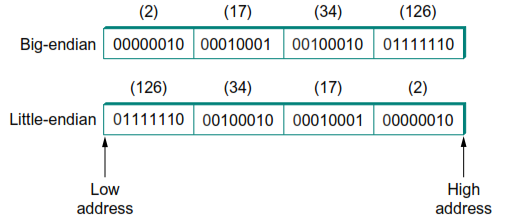 (2) (17) (34) (126)
Big-endian 00000010 00010001 00100010 01111110
(126) (34) (17) (2)
Little-endian 01111110 00100010 00010001 00000010
Low address High address